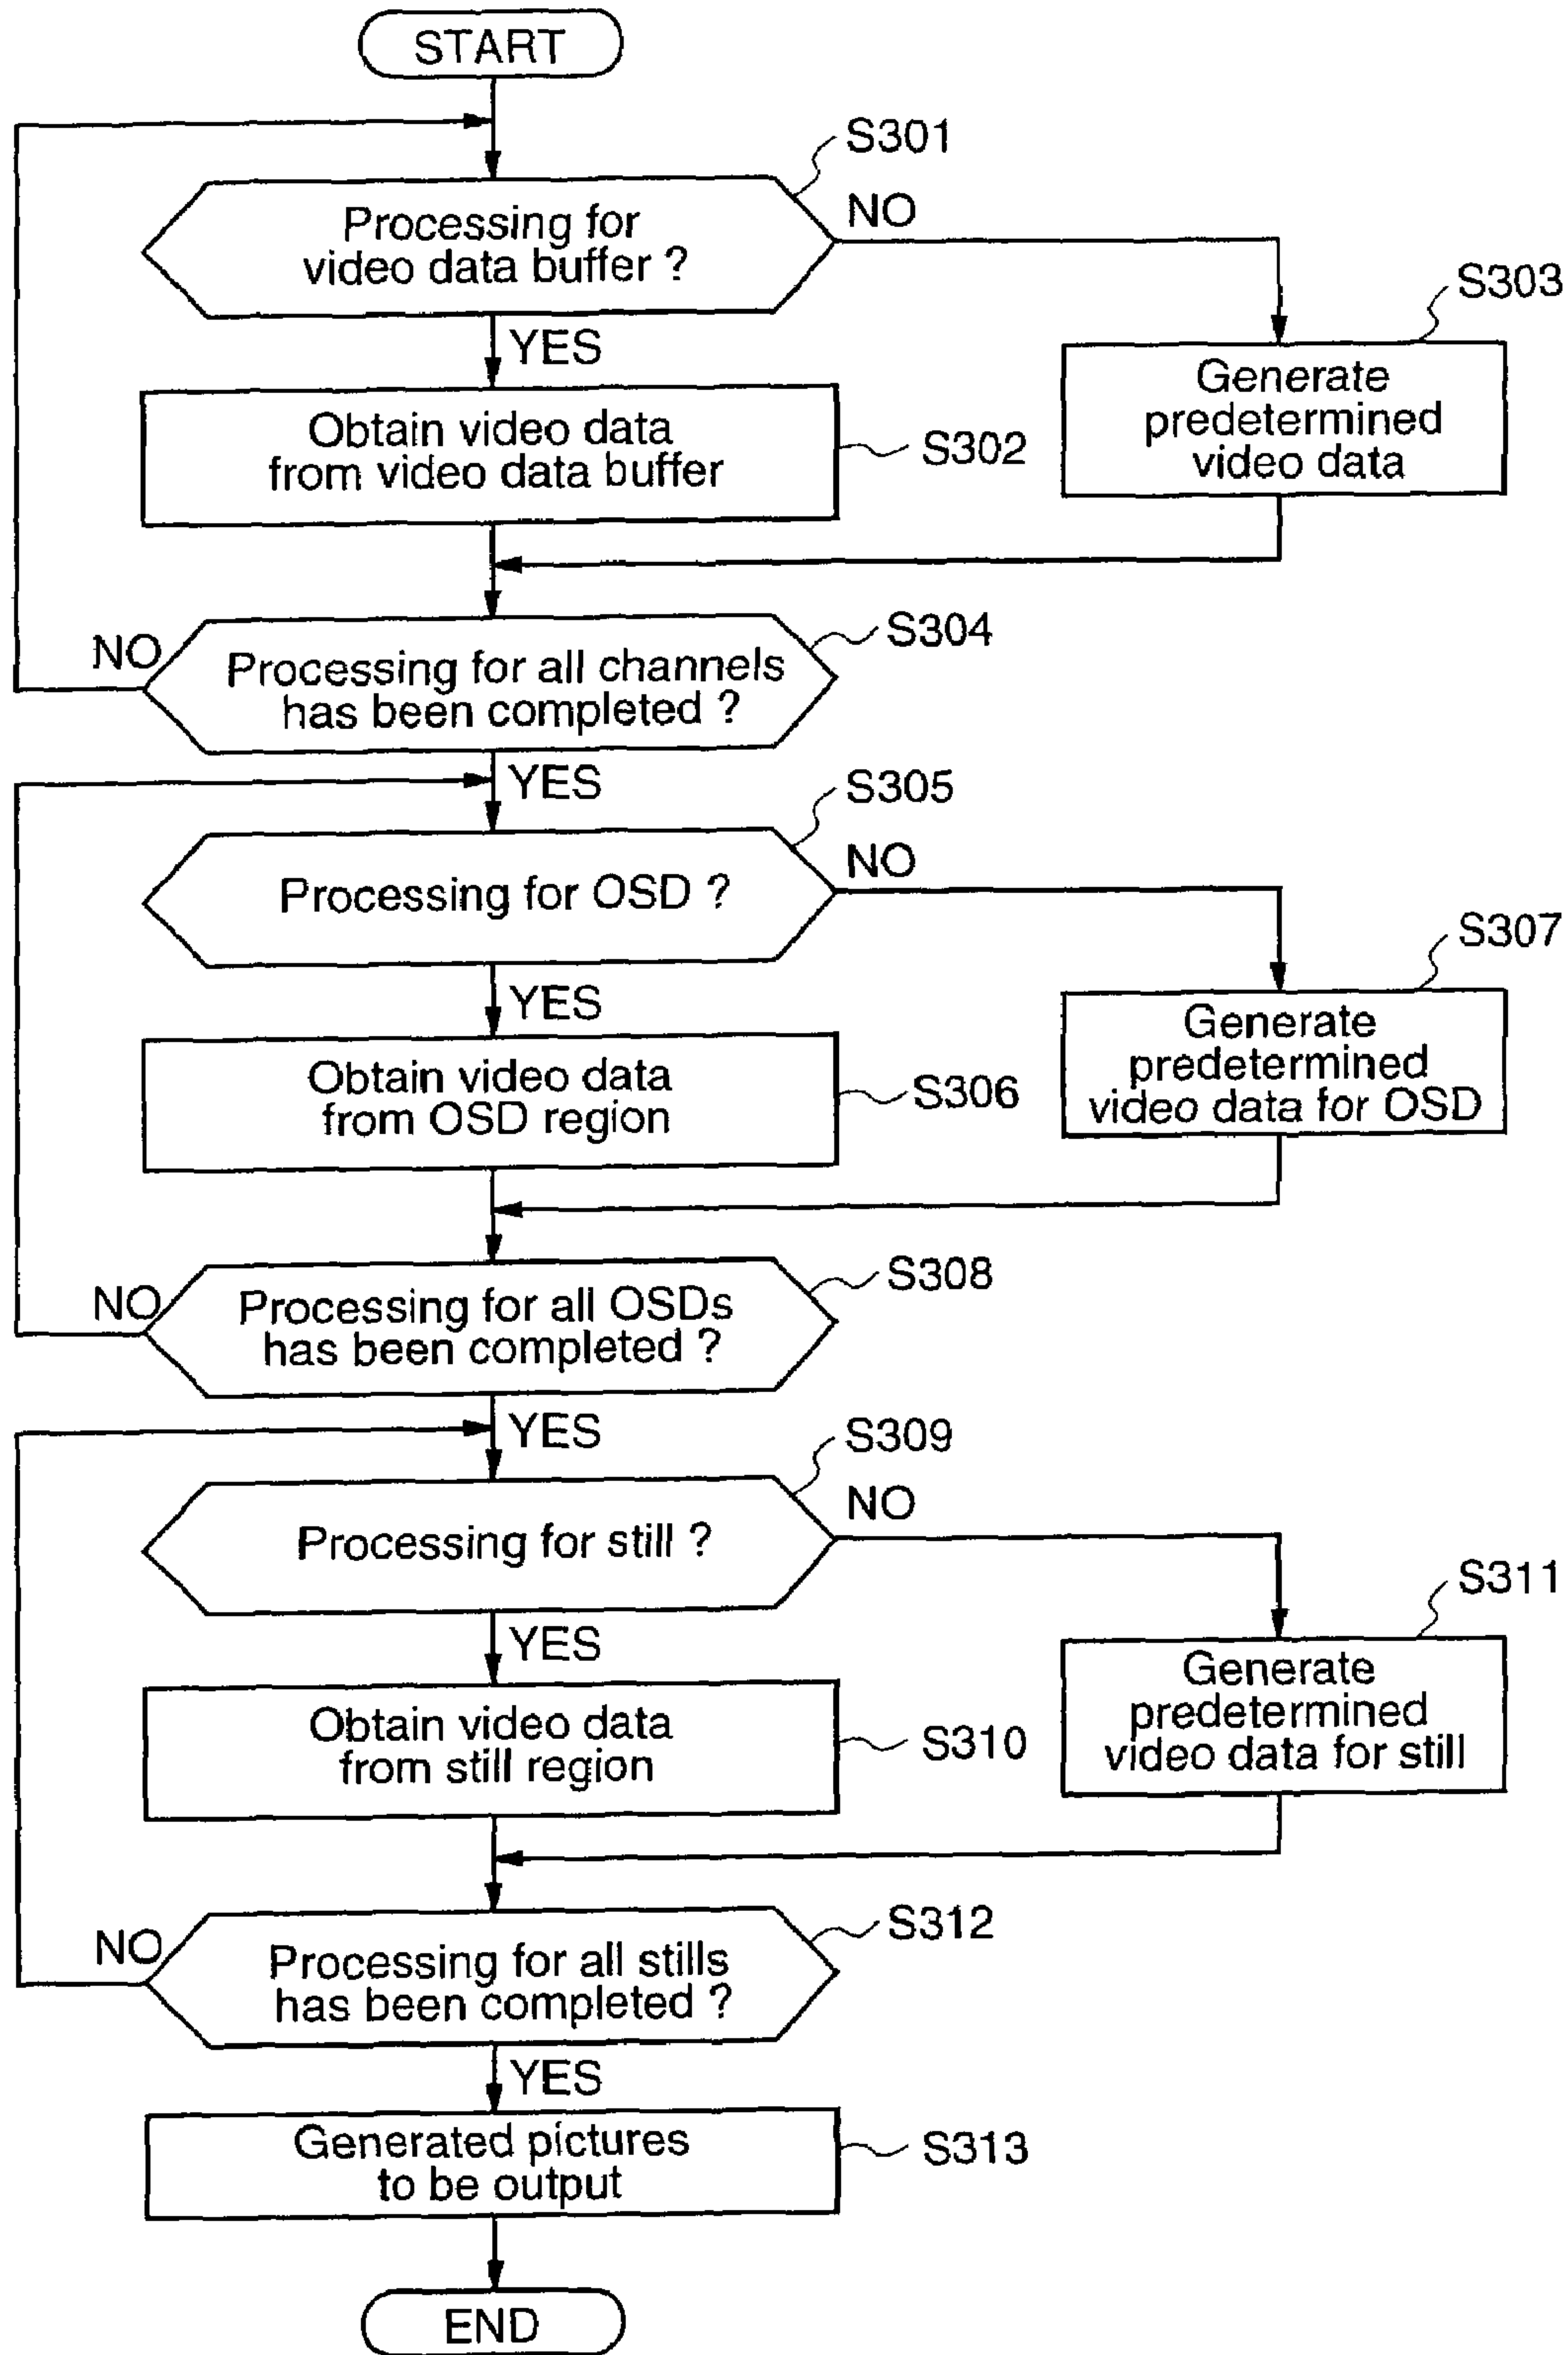 START
S301
Processing for
video data buffer ?
NO
S303
YES
Generate
predetermined
video data
Obtain video data
from video data buffer
S302
S304
NO
Processing for all channels
has been completed ?
YES
S305
NO
Processing for OSD ?
S307
YES
Generate
predetermined
video data for OSD
Obtain video data
from OSD region
S306
S308
NO
Processing for all OSDs
has been completed ?
YES
S309
NO
Processing for still ?
S311
YES
Generate
predetermined
video data for still
Obtain video data
from still region
S310
S312
NO
Processing for all stills
has been completed ?
YES
Generated pictures
to be output
S313
END